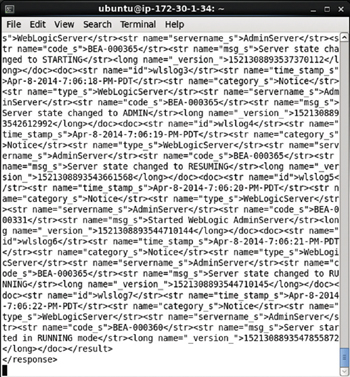 ubuntu@ip-172-30-1-34: ~
File Edit View Search Terminal Help
s">WebLogicServer</str><str name="servername_s">AdminServer</str><s
tr name="code_s">BEA-000365</str><str name="msg_s">Server state cha
nged to STARTING</str><long name="_version_">1521308893537370112</l
ong></doc><doc><str name="id">wlslog3</str><str name="time_stamp_s"
>Apr-8-2014-7:06:18-PM-PDT</str><str name="category_s">Notice</str>
<str name="type_s">WebLogicServer</str><str name="servername_s">Adm
inServer</str><str name="code_s">BEA-000365</str><str name="msg_s">
Server state changed to ADMIN</str><long name="_version_">152130889
3542612992</long></doc><doc><str name="id">wlslog4</str><str name="
time_stamp_s">Apr-8-2014-7:06:19-PM-PDT</str><str name="category_s"
>Notice</str><str name="type_s">WebLogicServer</str><str name="serv
ername_s">AdminServer</str><str name="code_s">BEA-000365</str><str 
name="msg_s">Server state changed to RESUMING</str><long name="_ver
sion_">1521308893543661568</long></doc><doc><str name="id">wlslog5<
/str><str name="time_stamp_s">Apr-8-2014-7:06:20-PM-PDT</str><str n
ame="category_s">Notice</str><str name="type_s">WebLogicServer</str
><str name="servername_s">AdminServer</str><str name="code_s">BEA-0
00331</str><str name="msg_s">Started WebLogic AdminServer</str><lon
g name="_version_">1521308893544710144</long></doc><doc><str name="
id">wlslog6</str><str name="time_stamp_s">Apr-8-2014-7:06:21-PM-PDT
</str><str name="category_s">Notice</str><str name="type_s">WebLogi
cServer</str><str name="servername_s">AdminServer</str><str name="c
ode_s">BEA-000365</str><str name="msg_s">Server state changed to RU
NNING</str><long name="_version_">1521308893544710145</long></doc><
doc><str name="id">wlslog7</str><str name="time_stamp_s">Apr-8-2014
-7:06:22-PM-PDT</str><str name="category_s">Notice</str><str name="
type_s">WebLogicServer</str><str name="servername_s">AdminServer</s
tr><str name="code_s">BEA-000360</str><str name="msg_s">Server star
ted in RUNNING mode</str><long name="_version_">1521308893547855872
</long></doc></result>
</response>